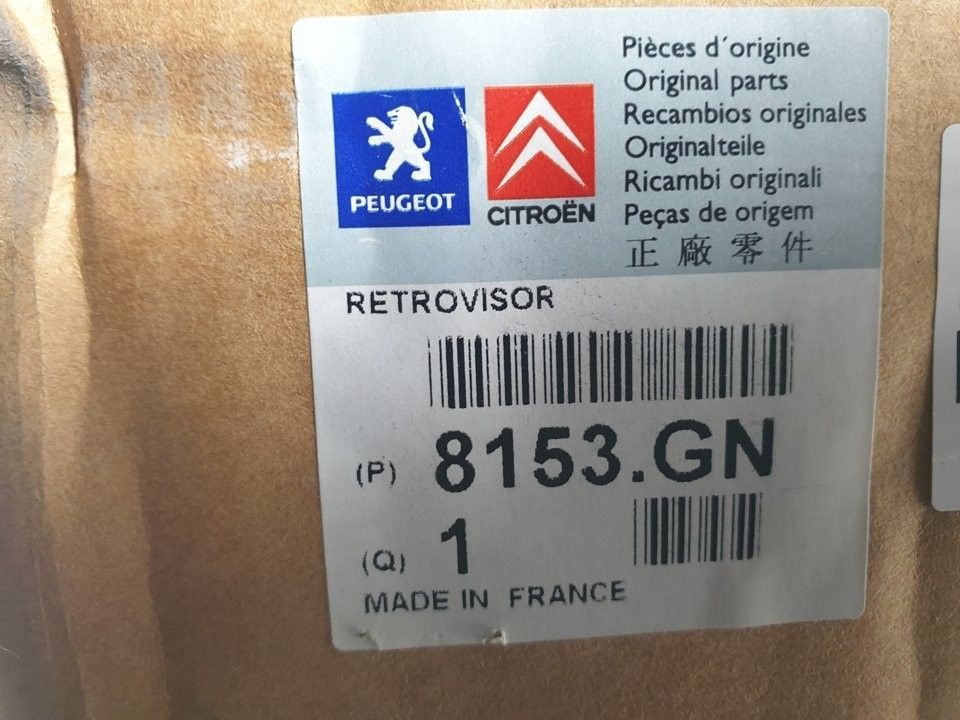 Pièces d´origine
Original parts
Recambios originales
Originalteile
Ricambi originali
Peças de origem
正廠零件
PEUGEOT
CITROËN
RETROVISOR
(P) 8153.GN
(Q) 1
MADE IN FRANCE